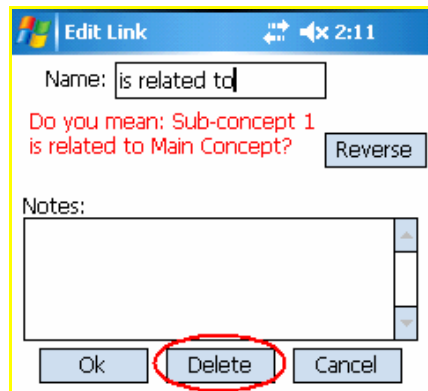 Edit Link 2:11
Name: is related to
Do you mean: Sub-concept 1
is related to Main Concept?
Reverse
Notes:
Ok Delete Cancel